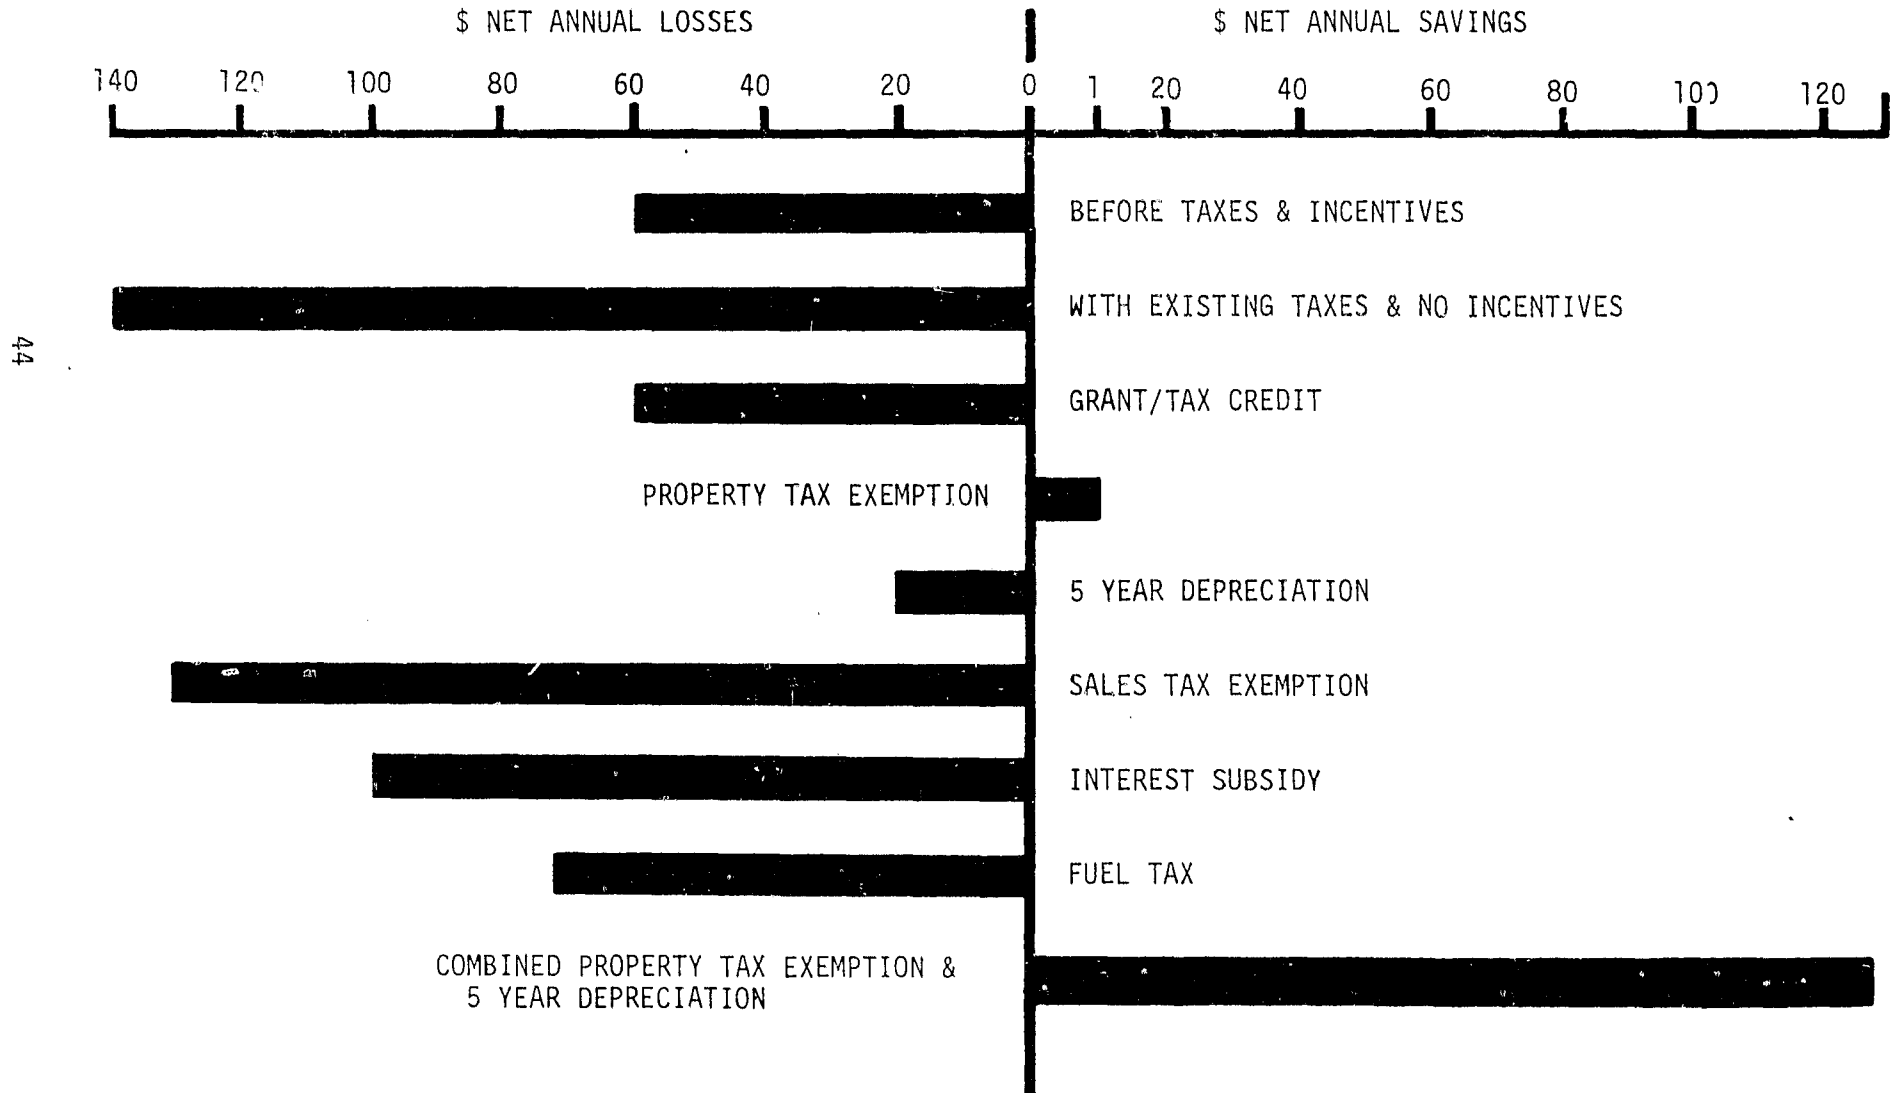 $ NET ANNUAL LOSSES $ NET ANNUAL SAVINGS
140 120 100 80 60 40 20 0 1 20 40 60 80 100 120
BEFORE TAXES & INCENTIVES
WITH EXISTING TAXES & NO INCENTIVES
44
GRANT/TAX CREDIT
PROPERTY TAX EXEMPTION
5 YEAR DEPRECIATION
SALES TAX EXEMPTION
INTEREST SUBSIDY
FUEL TAX
COMBINED PROPERTY TAX EXEMPTION &
5 YEAR DEPRECIATION